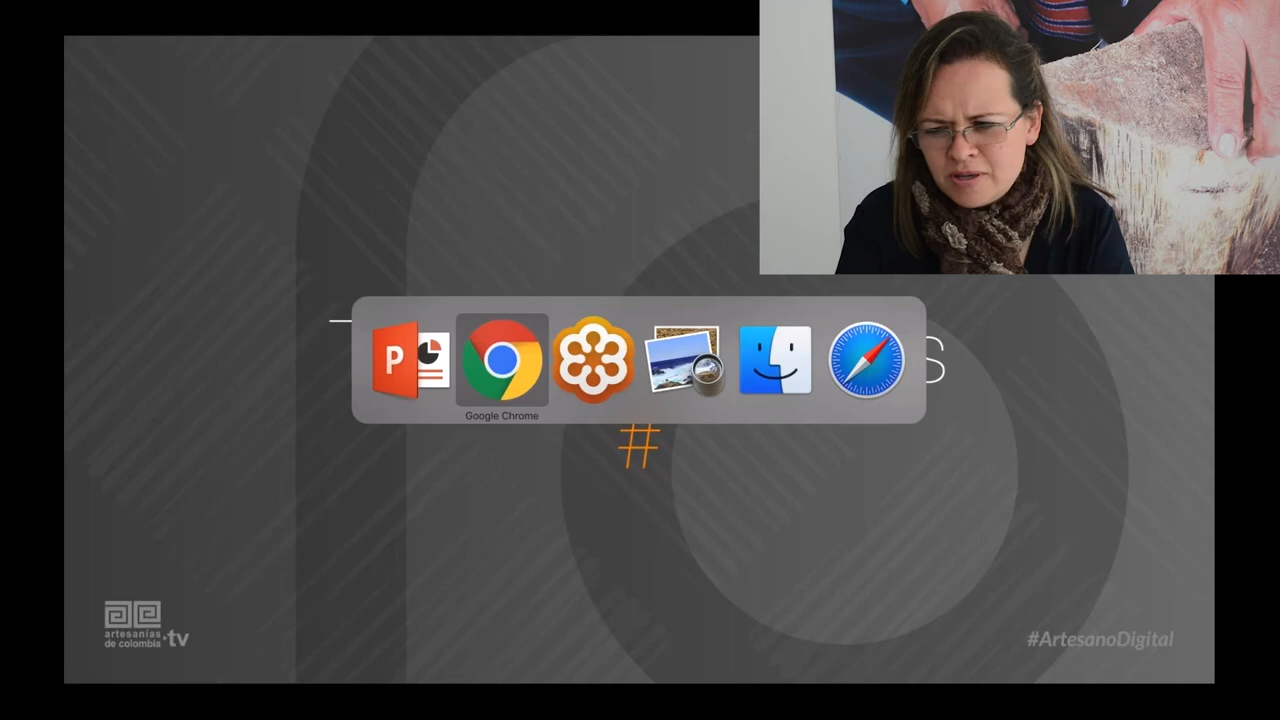 P
S
Google Chrome
#
artesanías
de colombia .tv
#ArtesanoDigital